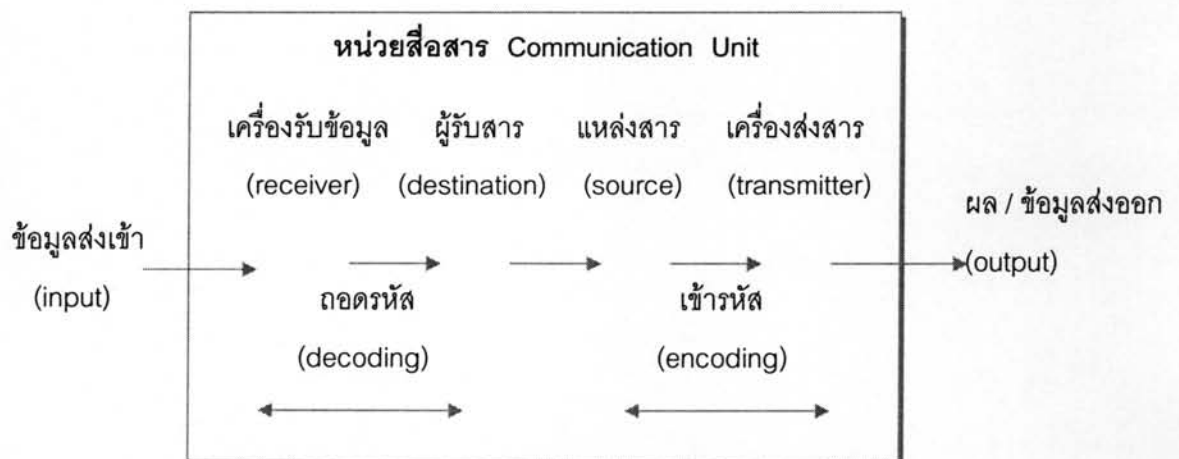 หน่วยสื่อสาร Communication Unit
เครื่องรับข้อมูล ผู้รับสาร แหล่งสาร เครื่องส่งสาร
(receiver) (destination) (source) (transmitter)
ผล / ข้อมูลส่งออก
(output)
ข้อมูลส่งเข้า
(input)
ถอดรหัส เข้ารหัส
(decoding) (encoding)